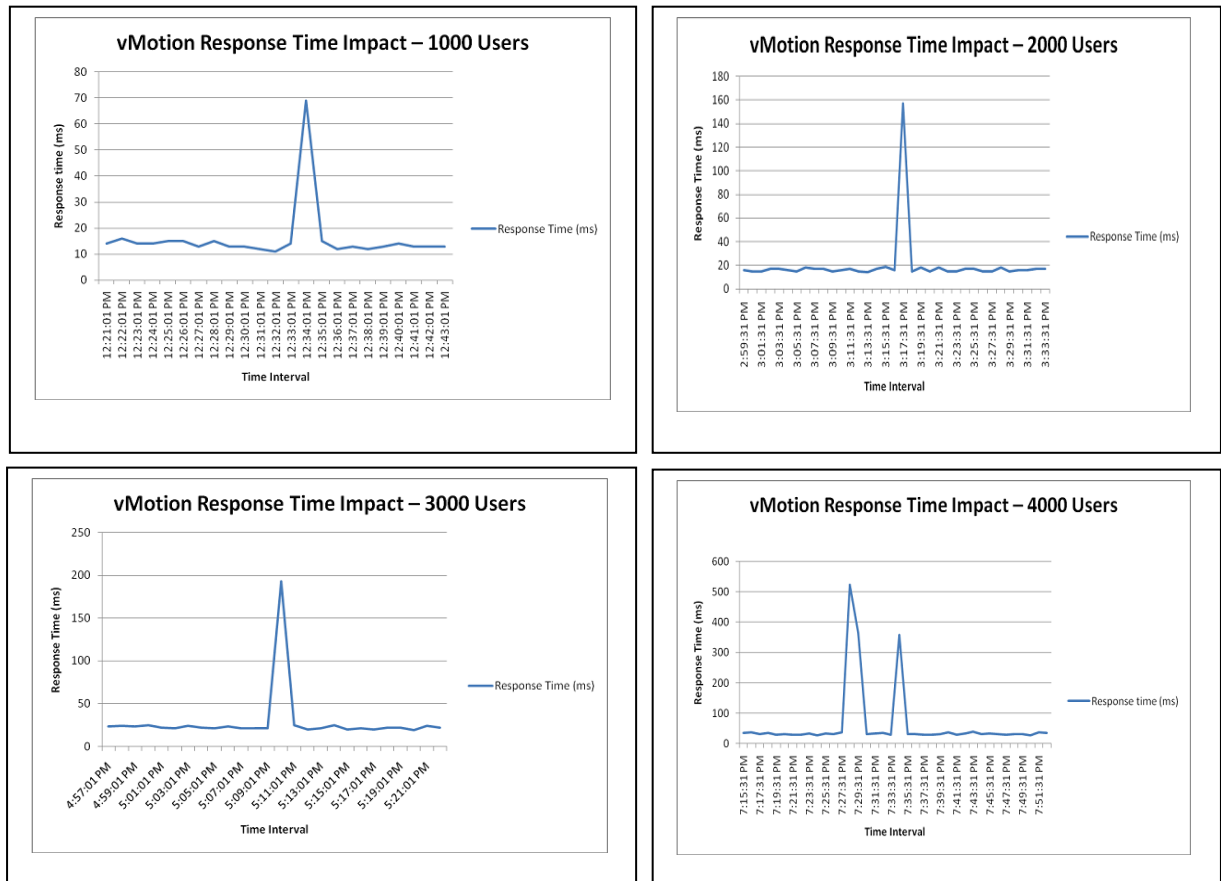 vMotion Response Time Impact – 1000 Users
Response time (ms)
80
70
60
50
40
30
20
10
0
12:21:01 PM
12:22:01 PM
12:23:01 PM
12:24:01 PM
12:25:01 PM
12:26:01 PM
12:27:01 PM
12:28:01 PM
12:29:01 PM
12:30:01 PM
12:31:01 PM
12:32:01 PM
12:33:01 PM
12:34:01 PM
12:35:01 PM
12:36:01 PM
12:37:01 PM
12:38:01 PM
12:39:01 PM
12:40:01 PM
12:41:01 PM
12:42:01 PM
12:43:01 PM
Time Interval
Response Time (ms)
vMotion Response Time Impact – 2000 Users
Response Time (ms)
180
160
140
120
100
80
60
40
20
0
2:59:31 PM
3:01:31 PM
3:03:31 PM
3:05:31 PM
3:07:31 PM
3:09:31 PM
3:11:31 PM
3:13:31 PM
3:15:31 PM
3:17:31 PM
3:19:31 PM
3:21:31 PM
3:23:31 PM
3:25:31 PM
3:27:31 PM
3:29:31 PM
3:31:31 PM
3:33:31 PM
Time Interval
Response Time (ms)
vMotion Response Time Impact – 3000 Users
Response Time (ms)
250
200
150
100
50
0
4:57:01 PM
4:59:01 PM
5:01:01 PM
5:03:01 PM
5:05:01 PM
5:07:01 PM
5:09:01 PM
5:11:01 PM
5:13:01 PM
5:15:01 PM
5:17:01 PM
5:19:01 PM
5:21:01 PM
Time Interval
Response Time (ms)
vMotion Response Time Impact – 4000 Users
Response Time (ms)
600
500
400
300
200
100
0
7:15:31 PM
7:17:31 PM
7:19:31 PM
7:21:31 PM
7:23:31 PM
7:25:31 PM
7:27:31 PM
7:29:31 PM
7:31:31 PM
7:33:31 PM
7:35:31 PM
7:37:31 PM
7:39:31 PM
7:41:31 PM
7:43:31 PM
7:45:31 PM
7:47:31 PM
7:49:31 PM
7:51:31 PM
Time Interval
Response time (ms)